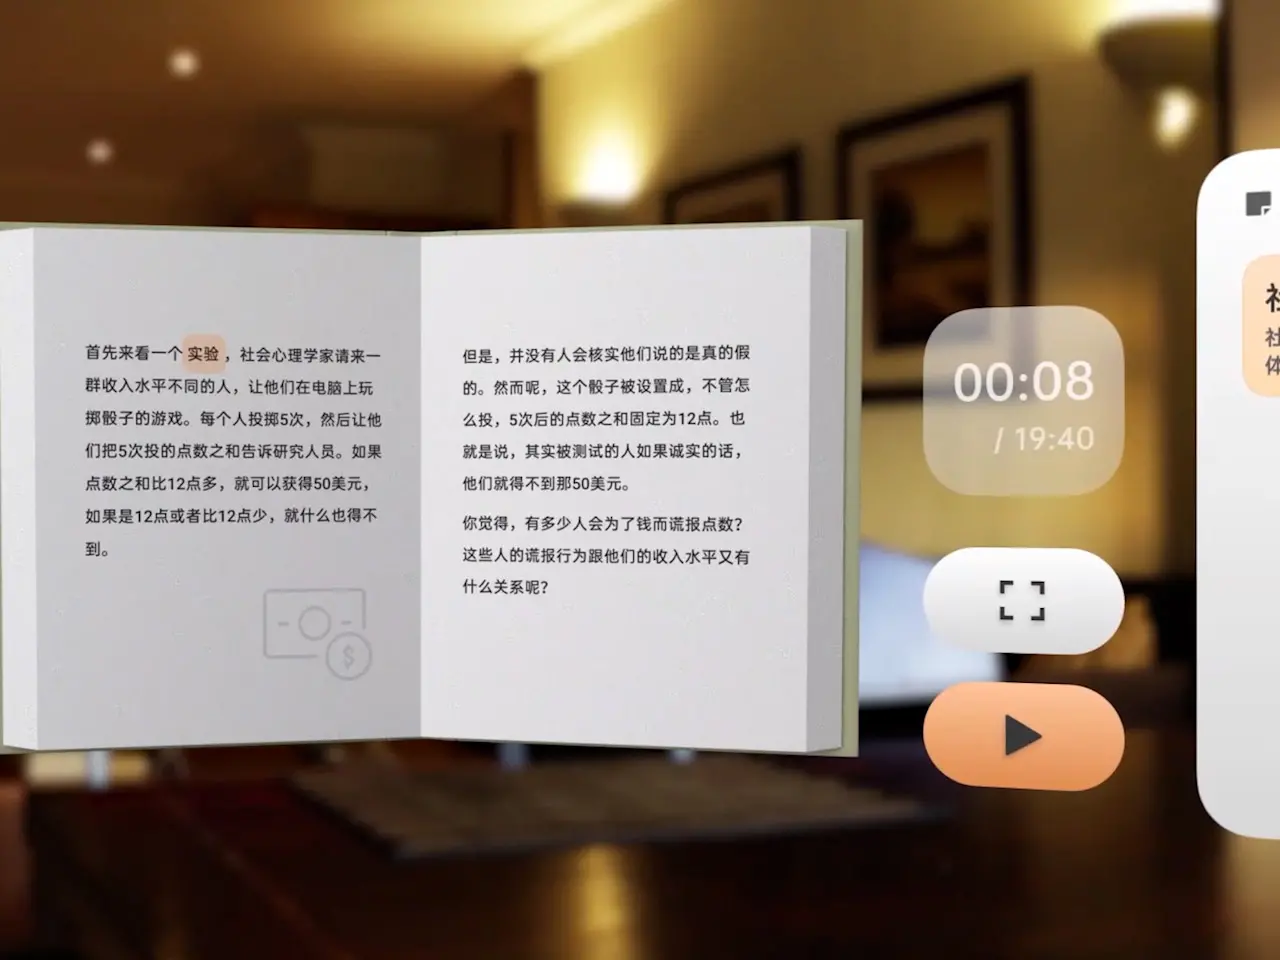 首先来看一个 实验 ，社会心理学家请来一
群收入水平不同的人，让他们在电脑上玩
掷骰子的游戏。每个人投掷5次，然后让他
们把5次投的点数之和告诉研究人员。如果
点数之和比12点多，就可以获得50美元，
如果是12点或者比12点少，就什么也得不
到。
但是，并没有人会核实他们说的是真的假
的。然而呢，这个骰子被设置成，不管怎
么投，5次后的点数之和固定为12点。也
就是说，其实被测试的人如果诚实的话，
他们就得不到那50美元。
你觉得，有多少人会为了钱而谎报点数？
这些人的谎报行为跟他们的收入水平又有
什么关系呢？
$
00:08
/ 19:40
社
社
体